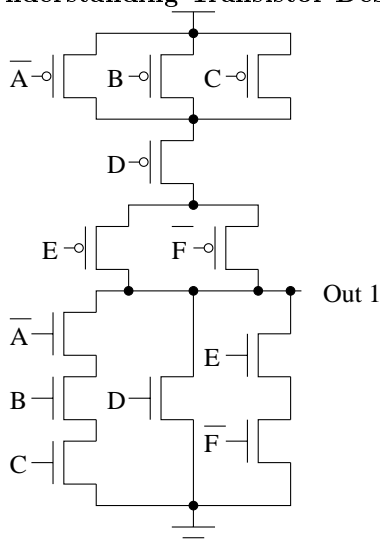 Understanding Transistor Des
A̅ B C
D
E F̅
Out 1
A̅
E
B D
F̅
C